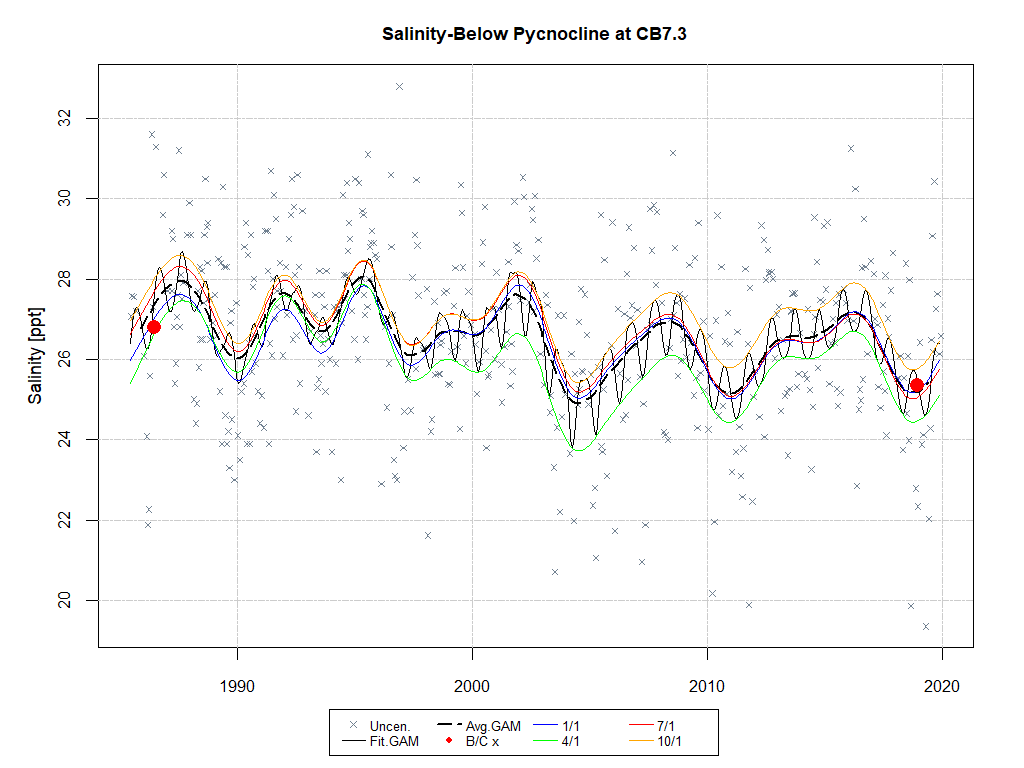 Salinity-Below Pycnocline at CB7.3
Salinity [ppt]
32
30
28
26
24
22
20
1990 2000 2010 2020
Uncen. Avg.GAM 1/1 7/1
Fit.GAM B/C x 4/1 10/1